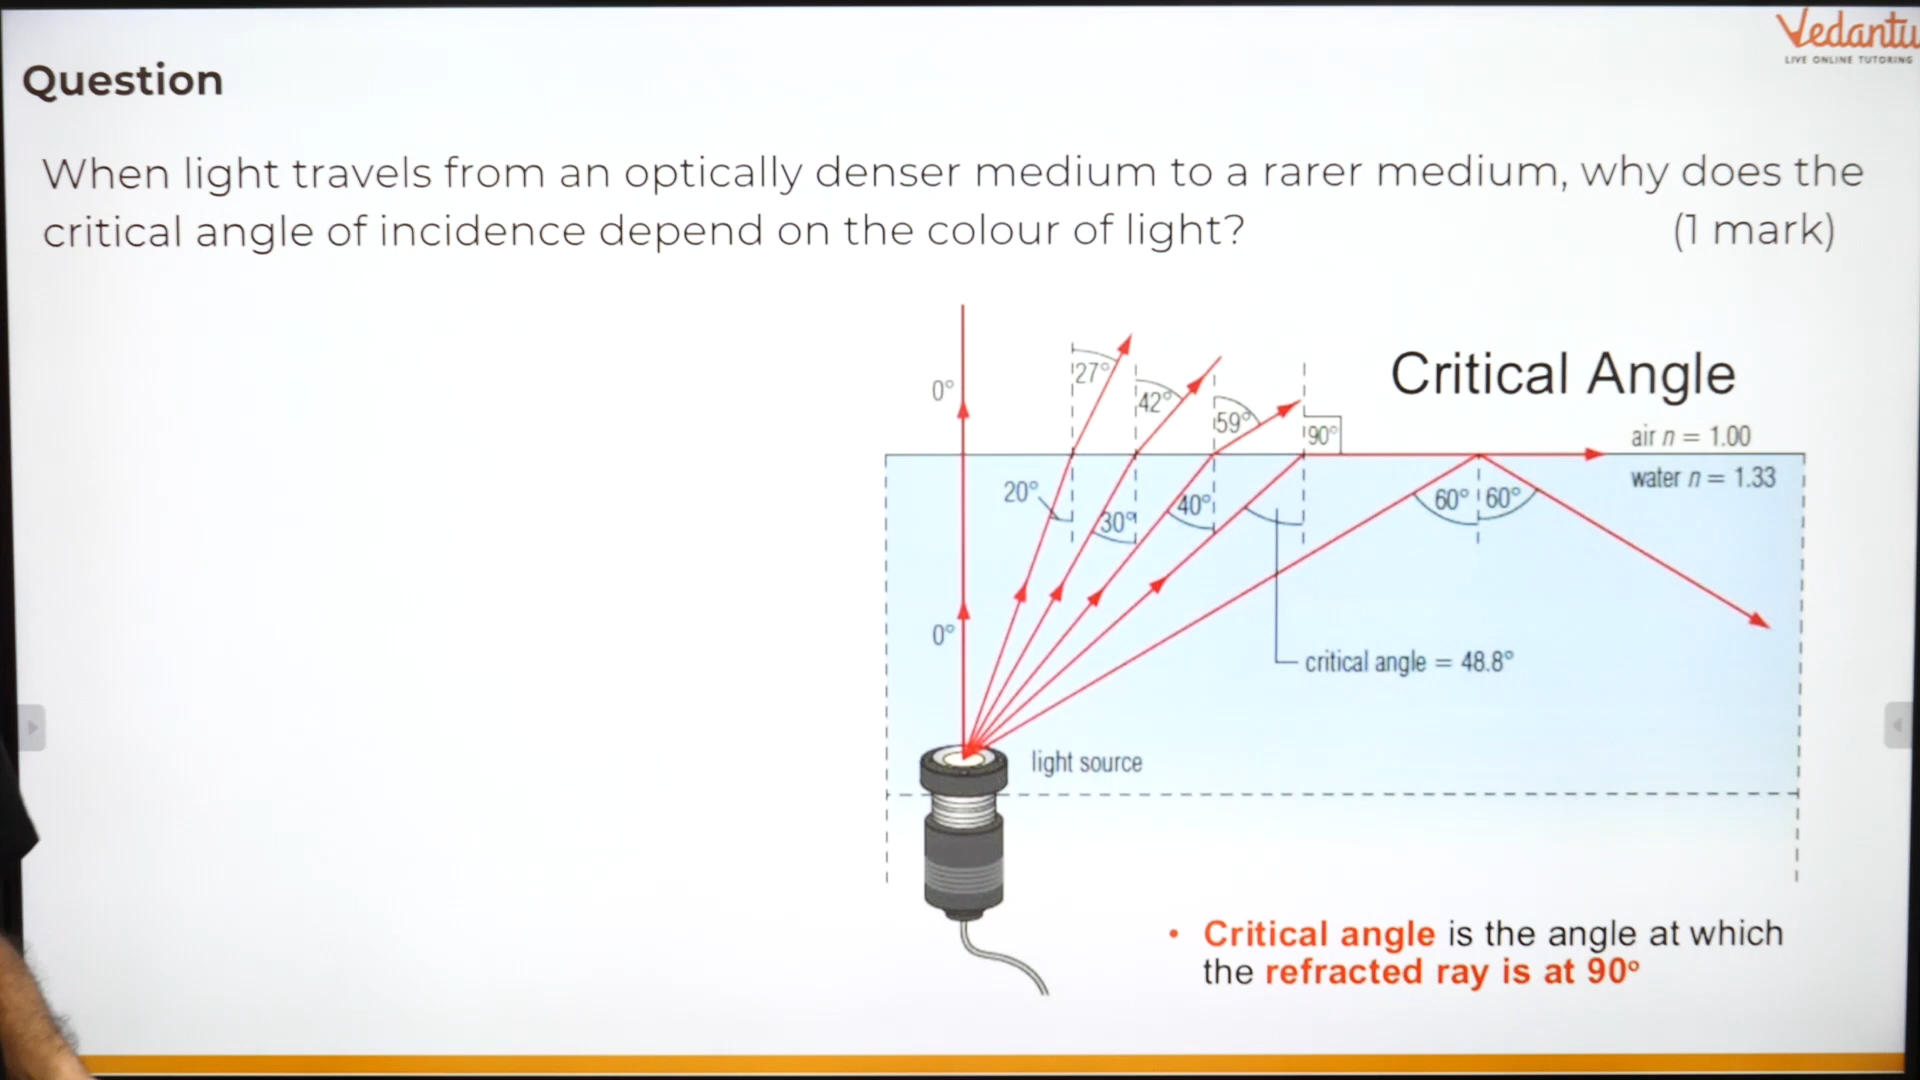 Vedantu
LIVE ONLINE TUTORING
Question
When light travels from an optically denser medium to a rarer medium, why does the
critical angle of incidence depend on the colour of light? (1 mark)
Critical Angle
0°
27°
42°
59°
90°
air n = 1.00
water n = 1.33
20°
30°
40°
60° 60°
0°
critical angle = 48.8°
light source
• Critical angle is the angle at which
the refracted ray is at 90°